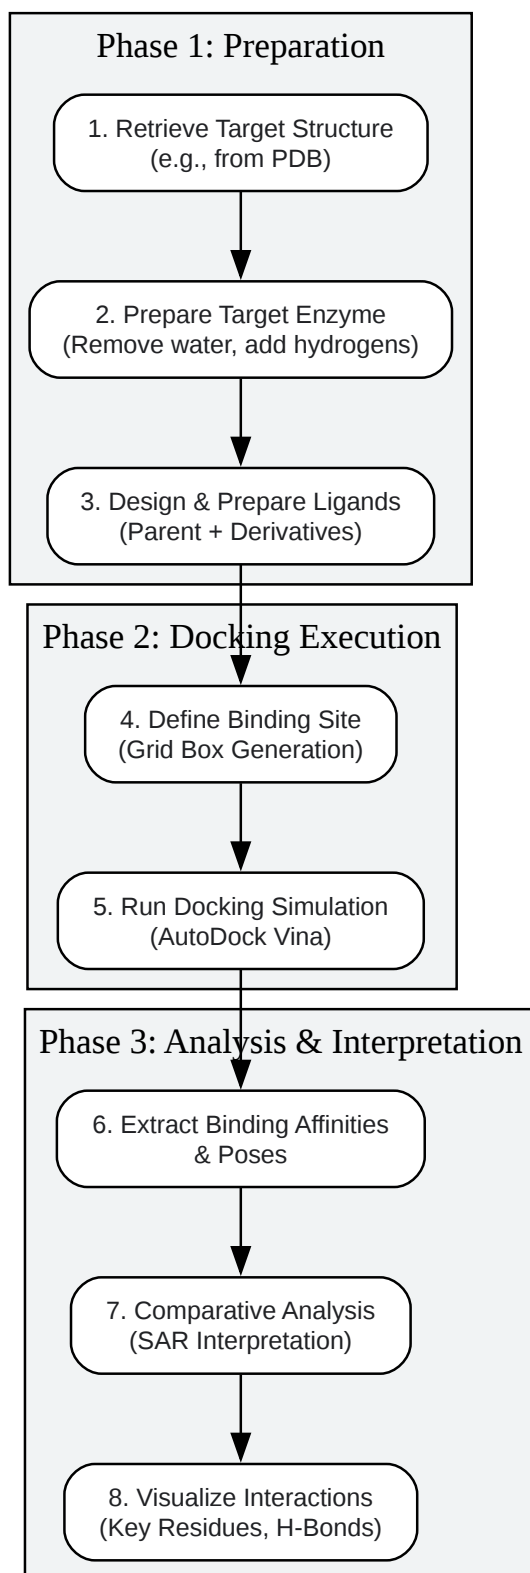 Phase 1: Preparation
1. Retrieve Target Structure
(e.g., from PDB)
2. Prepare Target Enzyme
(Remove water, add hydrogens)
3. Design & Prepare Ligands
(Parent + Derivatives)
Phase 2: Docking Execution
4. Define Binding Site
(Grid Box Generation)
5. Run Docking Simulation
(AutoDock Vina)
Phase 3: Analysis & Interpretation
6. Extract Binding Affinities
& Poses
7. Comparative Analysis
(SAR Interpretation)
8. Visualize Interactions
(Key Residues, H-Bonds)